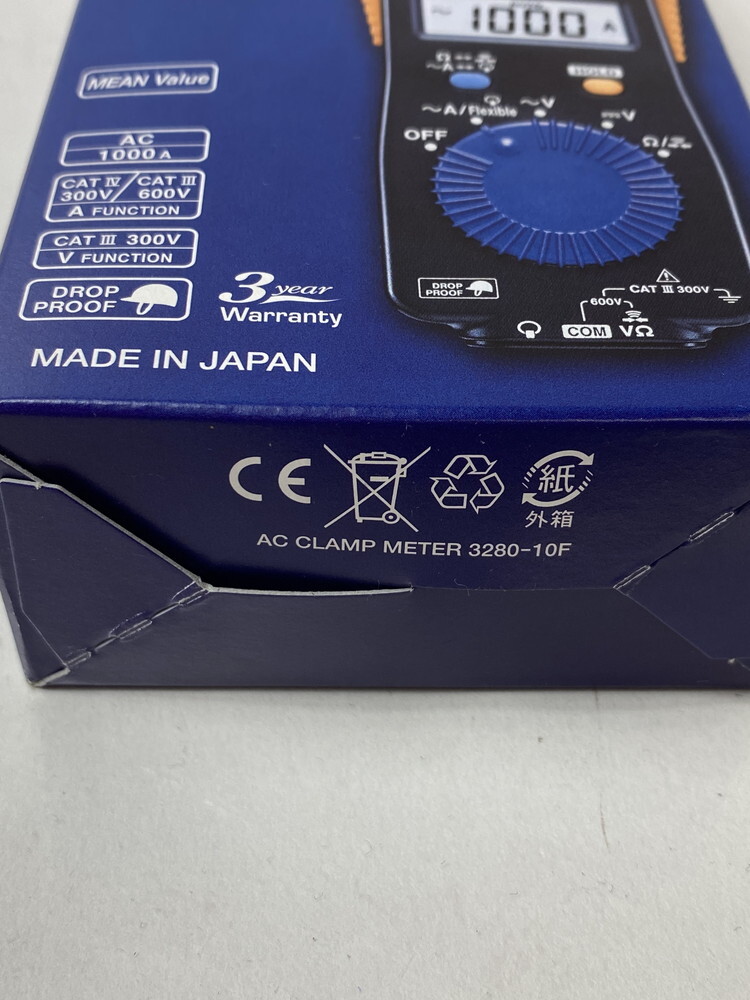 ~ 1000 A
~A
HOLD
MEAN Value
~A/Flexible
~V
V
OFF
Ω/
AC
1000 A
CAT IV 300V / CAT III 600V
A FUNCTION
CAT III 300V
V FUNCTION
DROP PROOF
3 year
Warranty
DROP PROOF
CAT III 300V
600V
COM
VΩ
MADE IN JAPAN
CE
紙
外箱
AC CLAMP METER 3280-10F